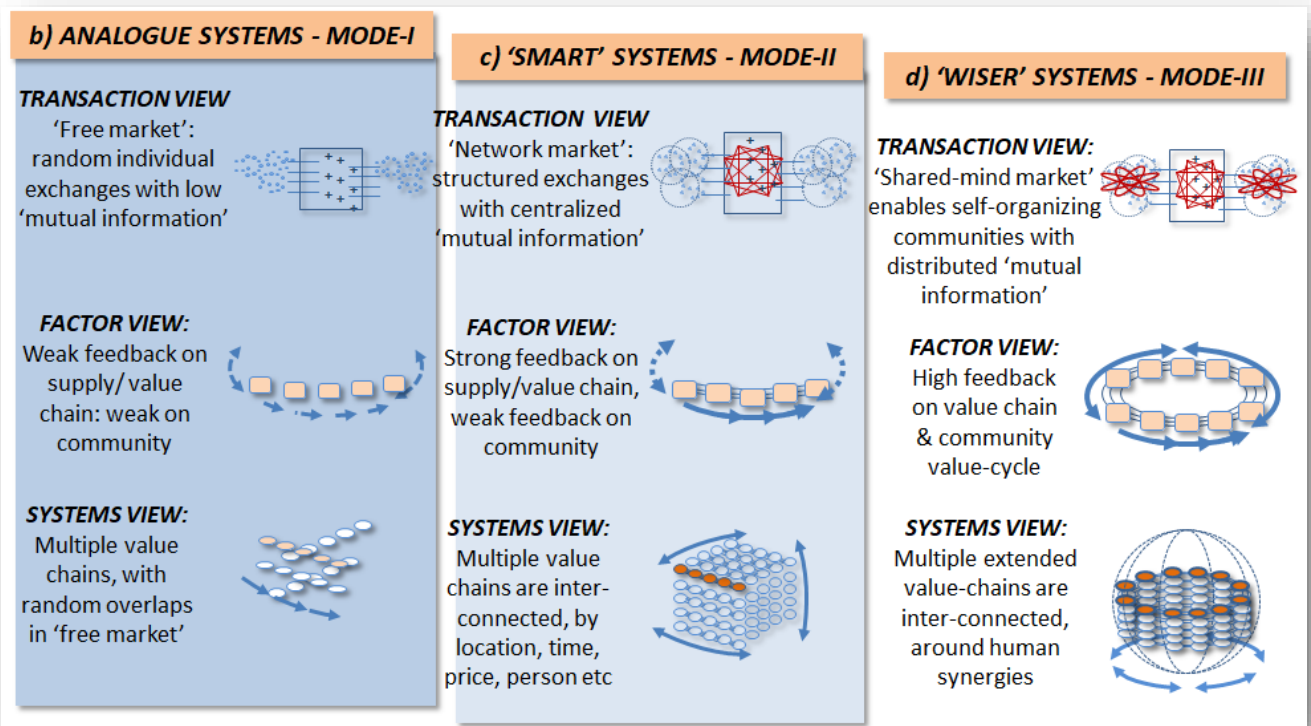 b) ANALOGUE SYSTEMS - MODE-I
TRANSACTION VIEW
‘Free market’:
random individual
exchanges with low
‘mutual information’
FACTOR VIEW:
Weak feedback on
supply/ value
chain: weak on
community
SYSTEMS VIEW:
Multiple value
chains, with
random overlaps
in ‘free market’
c) ‘SMART’ SYSTEMS - MODE-II
TRANSACTION VIEW
‘Network market’:
structured exchanges
with centralized
‘mutual information’
FACTOR VIEW:
Strong feedback on
supply/value chain,
weak feedback on
community
SYSTEMS VIEW:
Multiple value
chains are inter-
connected, by
location, time,
price, person etc
d) ‘WISER’ SYSTEMS - MODE-III
TRANSACTION VIEW:
‘Shared-mind market’
enables self-organizing
communities with
distributed ‘mutual
information’
FACTOR VIEW:
High feedback
on value chain
& community
value-cycle
SYSTEMS VIEW:
Multiple extended
value-chains are
inter-connected,
around human
synergies